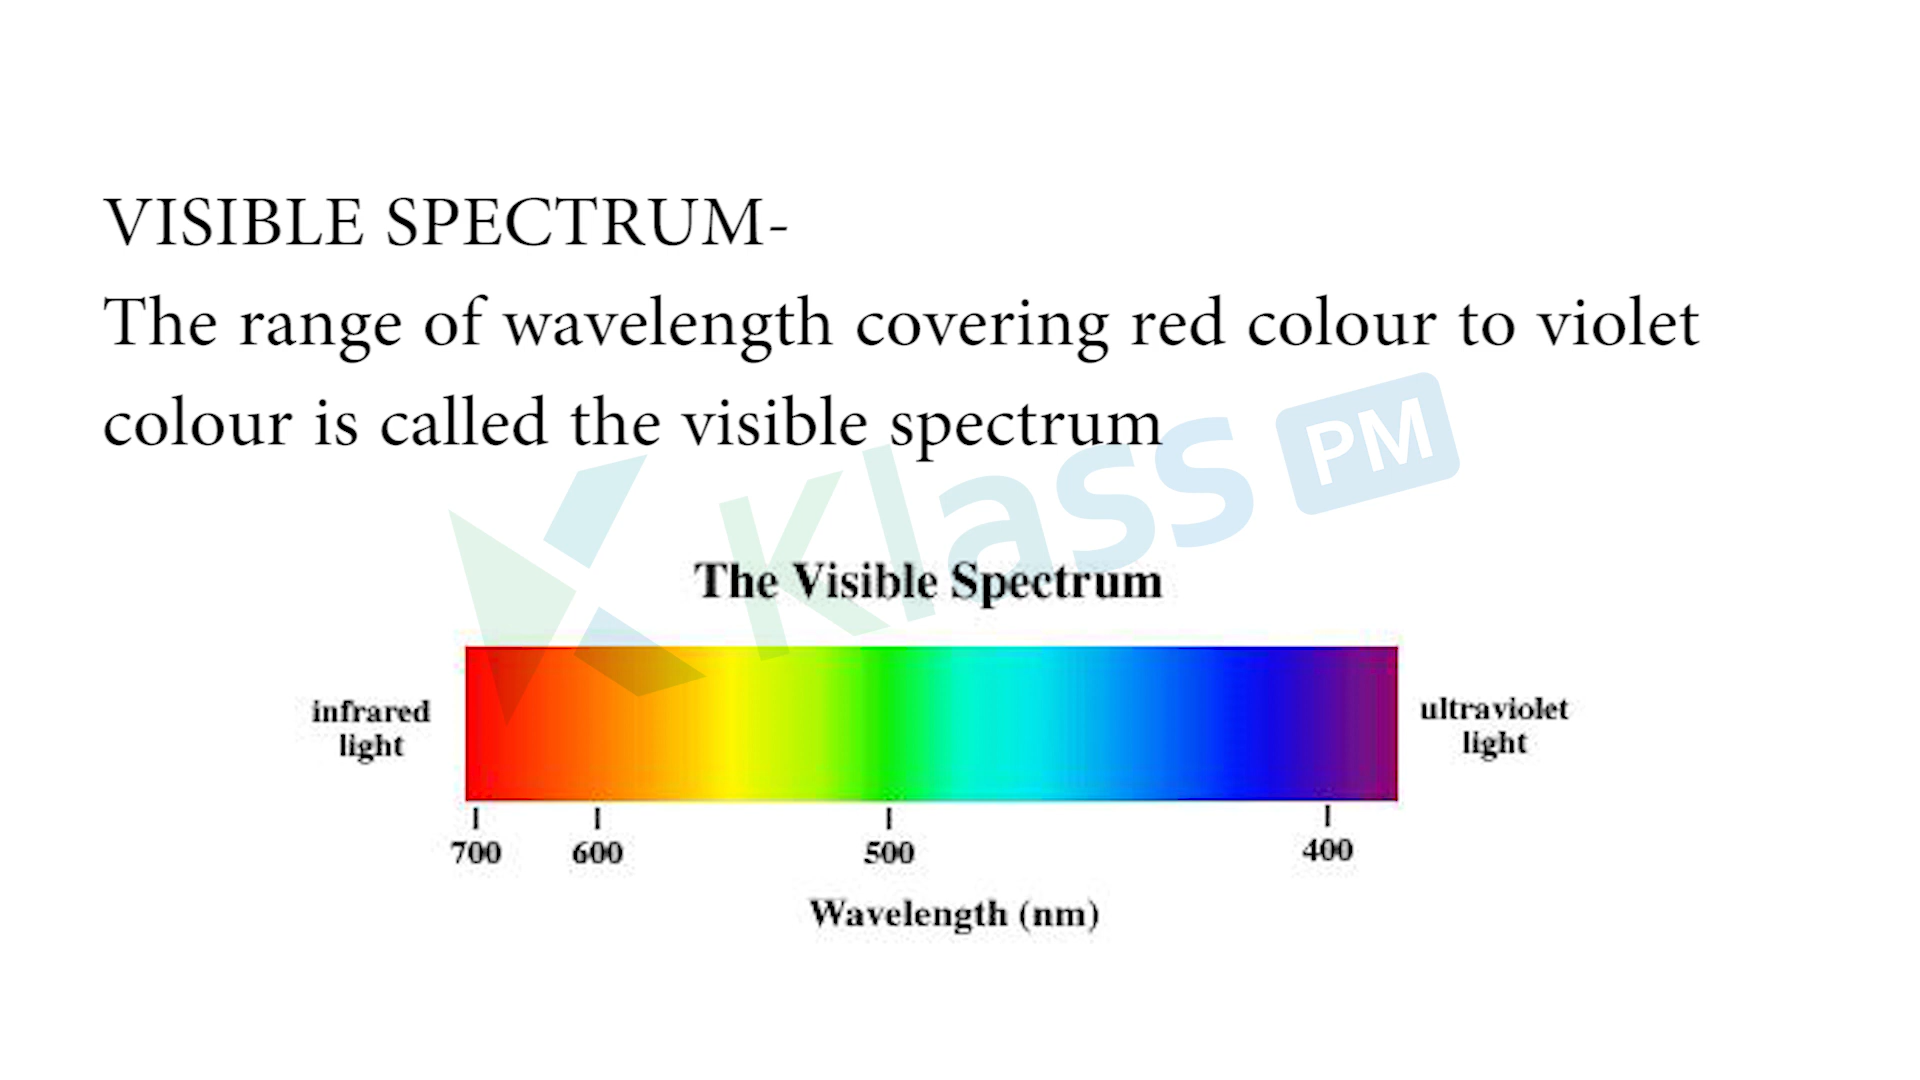 VISIBLE SPECTRUM-
The range of wavelength covering red colour to violet
colour is called the visible spectrum
Klass PM
The Visible Spectrum
infrared
light
ultraviolet
light
700 600 500 400
Wavelength (nm)